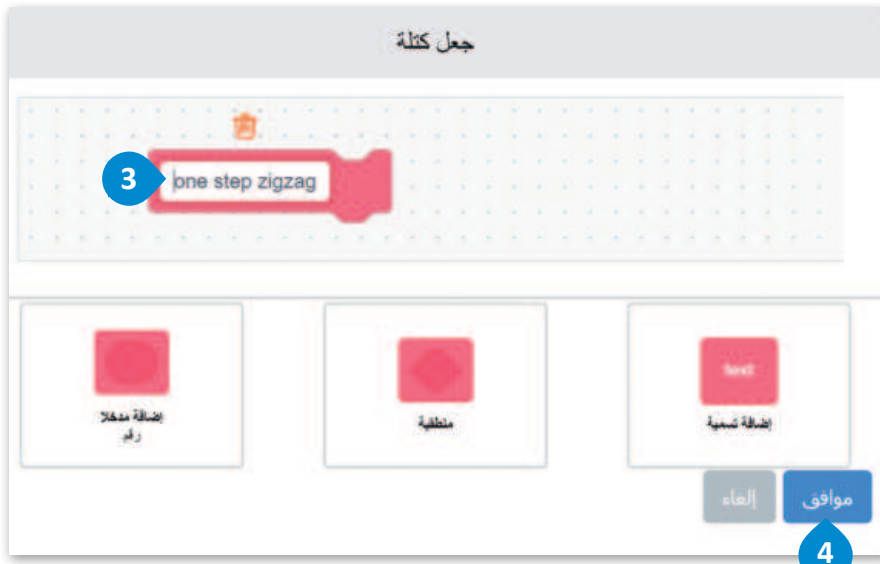 جعل كتلة
3
one step zigzag
إضافة تسمية
text
منطقية
إضافة مدخلا
رقم
موافق
إلغاء
4